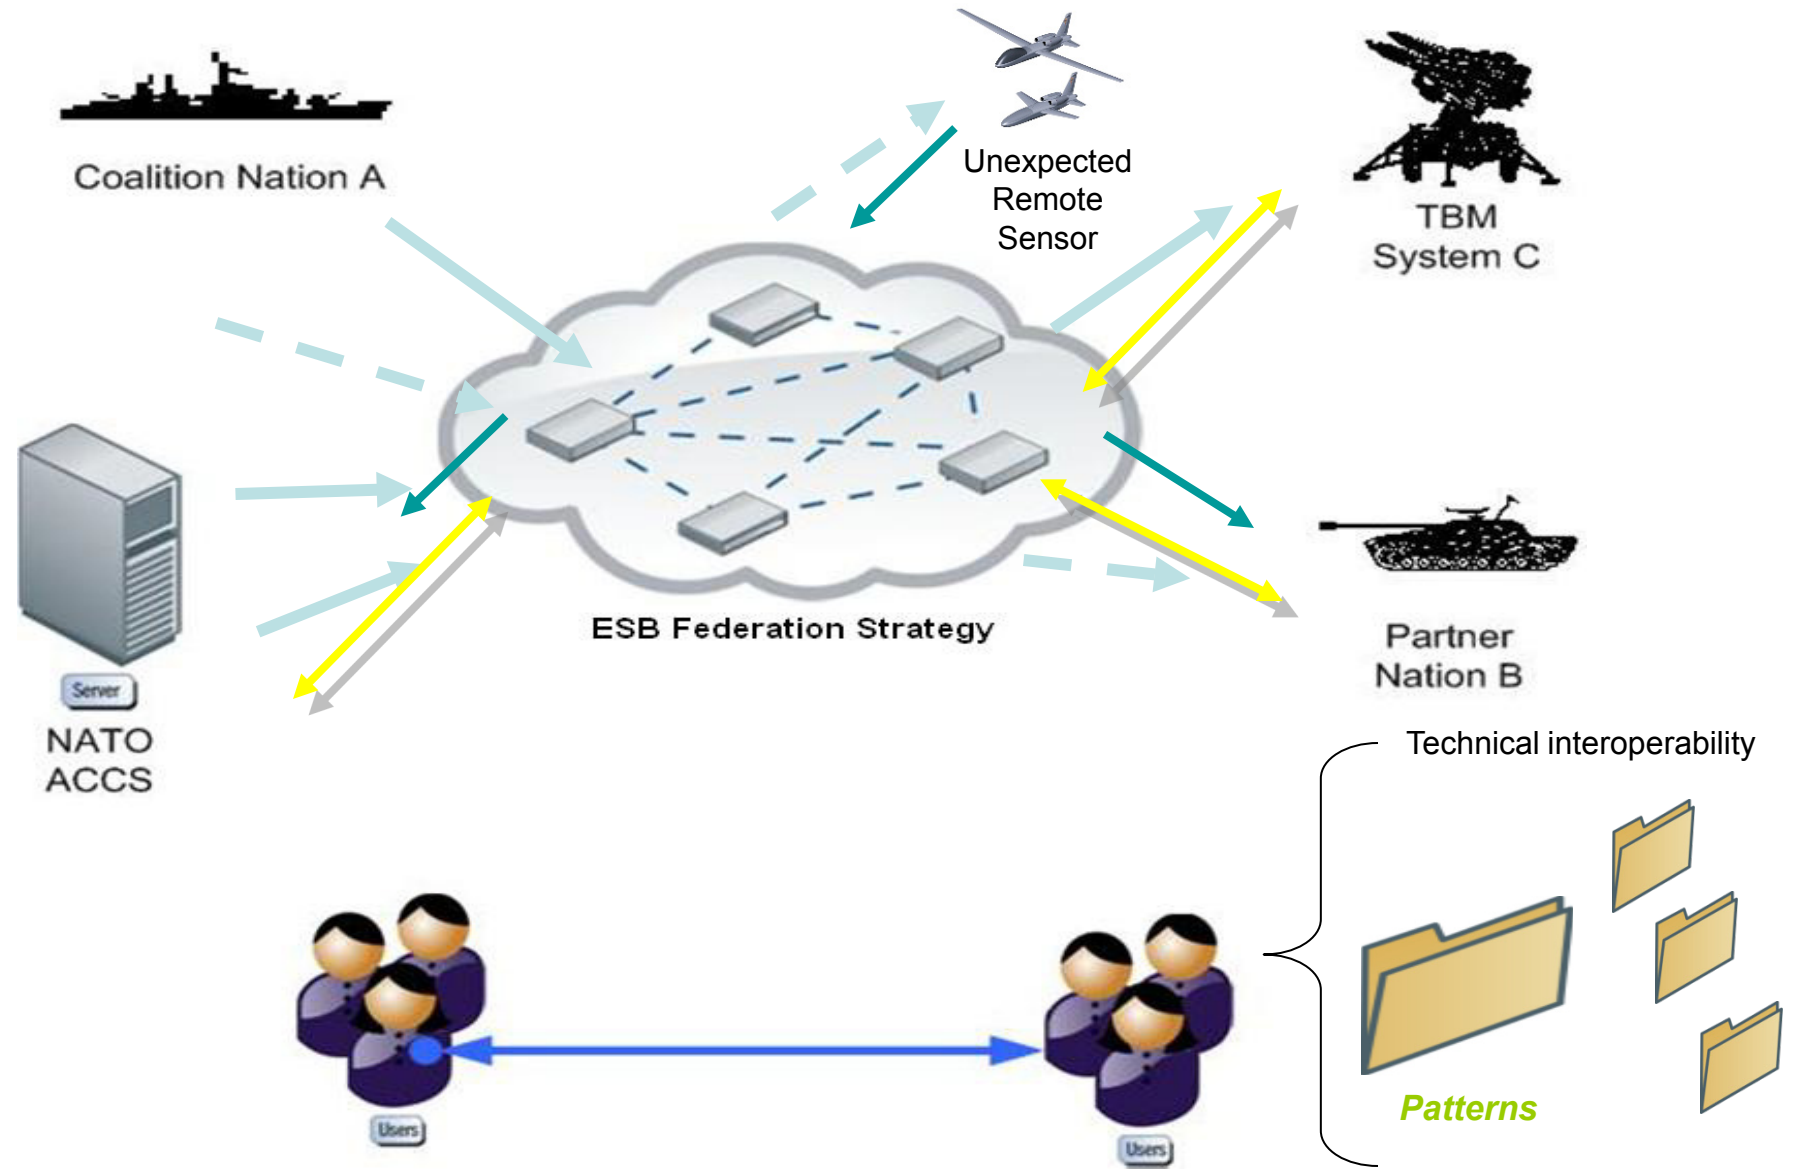 Coalition Nation A
Unexpected
Remote
Sensor
TBM
System C
ESB Federation Strategy
Server
NATO
ACCS
Partner
Nation B
Technical interoperability
Patterns
Users
Users